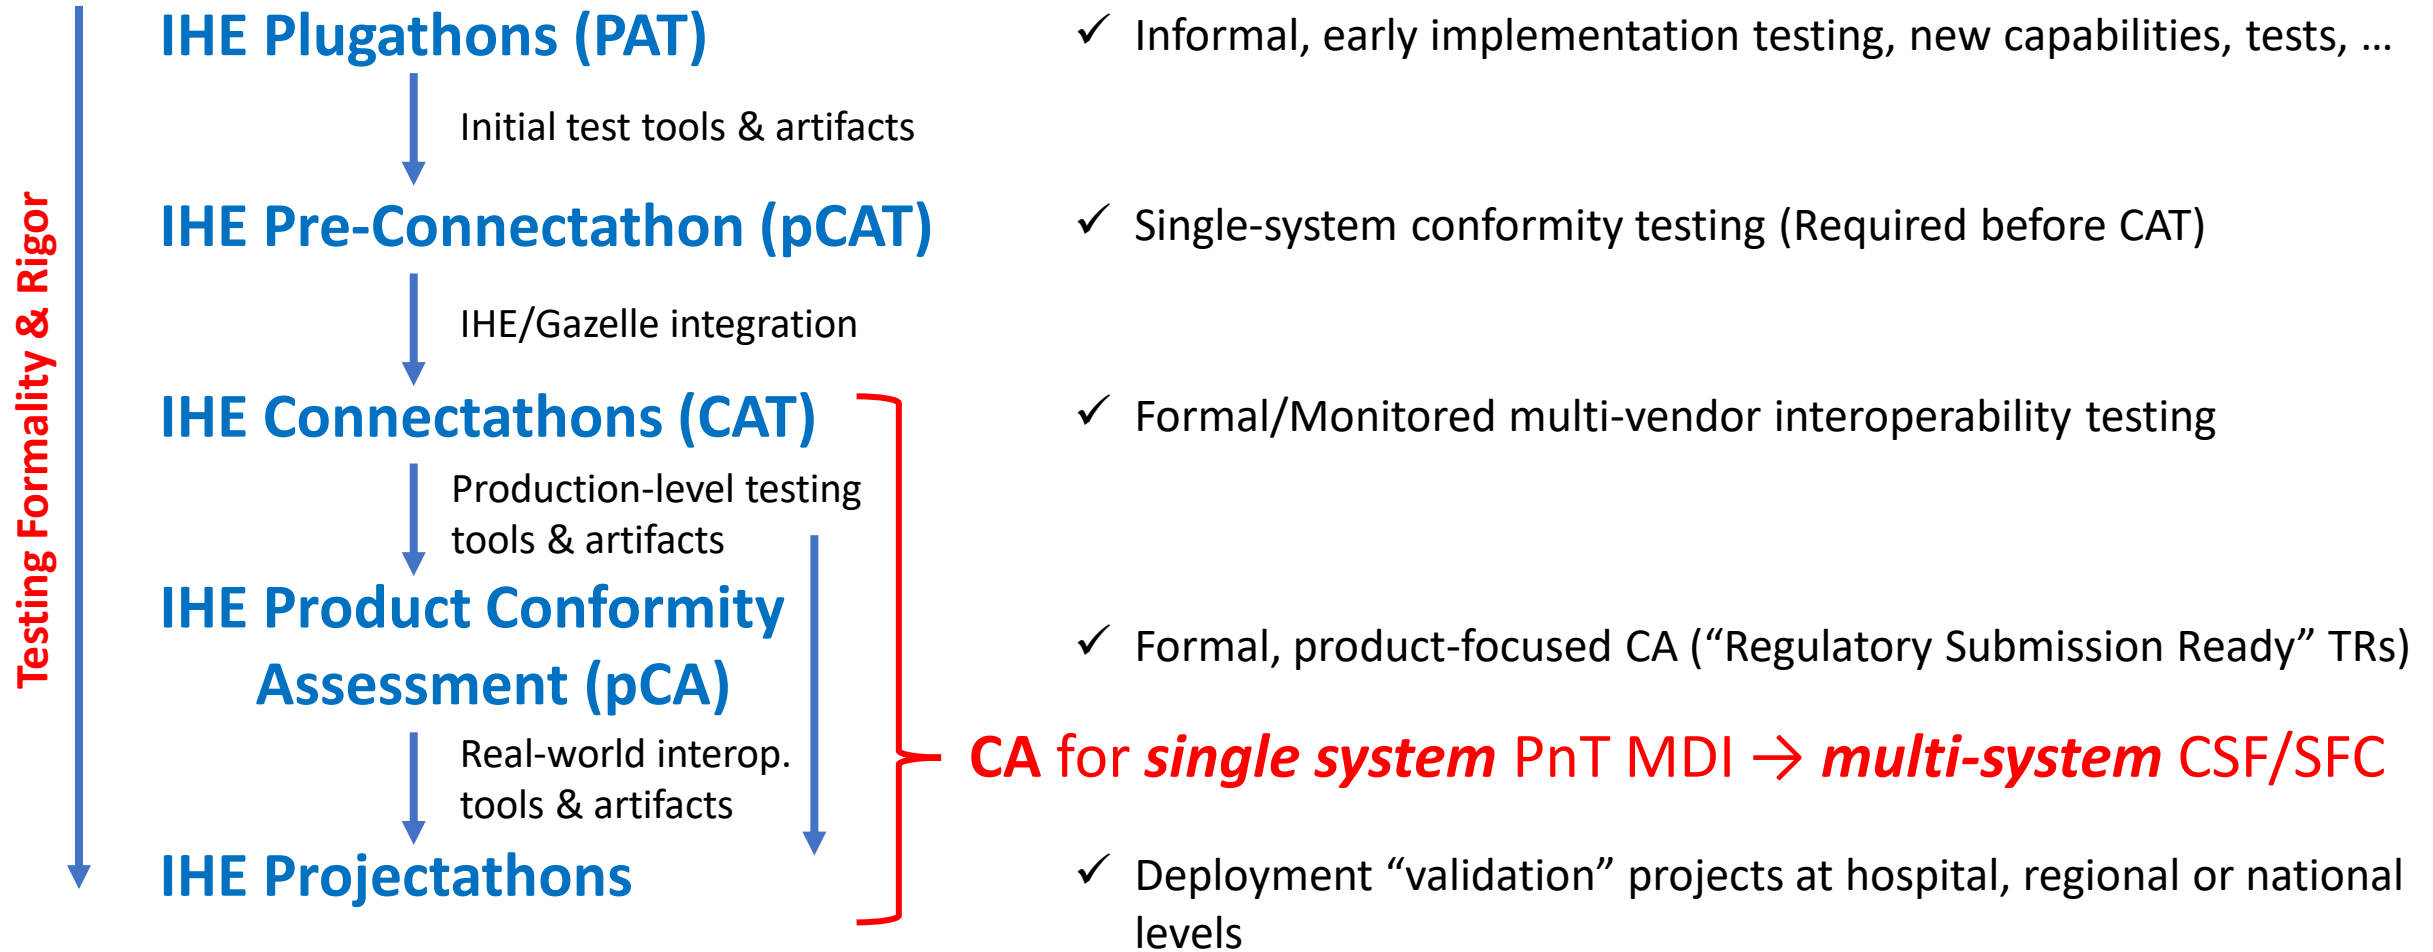 Testing Formality & Rigor
IHE Plugathons (PAT)
✓ Informal, early implementation testing, new capabilities, tests, ...
Initial test tools & artifacts
IHE Pre-Connectathon (pCAT)
✓ Single-system conformity testing (Required before CAT)
IHE/Gazelle integration
IHE Connectathons (CAT)
✓ Formal/Monitored multi-vendor interoperability testing
Production-level testing
tools & artifacts
IHE Product Conformity
Assessment (pCA)
✓ Formal, product-focused CA (“Regulatory Submission Ready” TRs)
CA for single system PnT MDI → multi-system CSF/SFC
Real-world interop.
tools & artifacts
IHE Projectathons
✓ Deployment “validation” projects at hospital, regional or national
levels